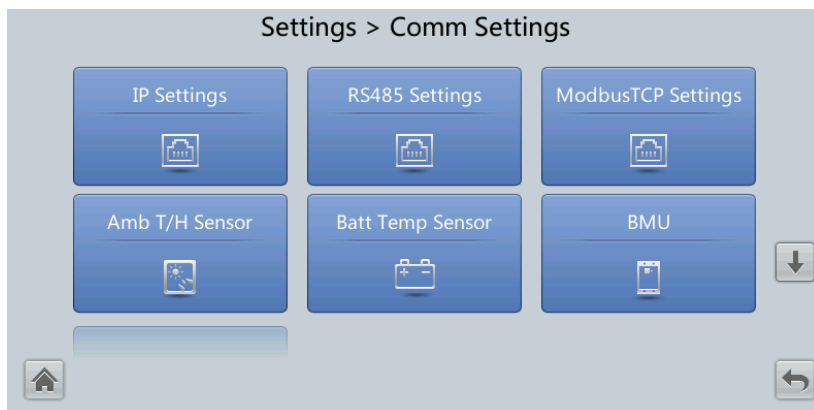 Settings > Comm Settings
IP Settings
RS485 Settings
ModbusTCP Settings
Amb T/H Sensor
Batt Temp Sensor
BMU